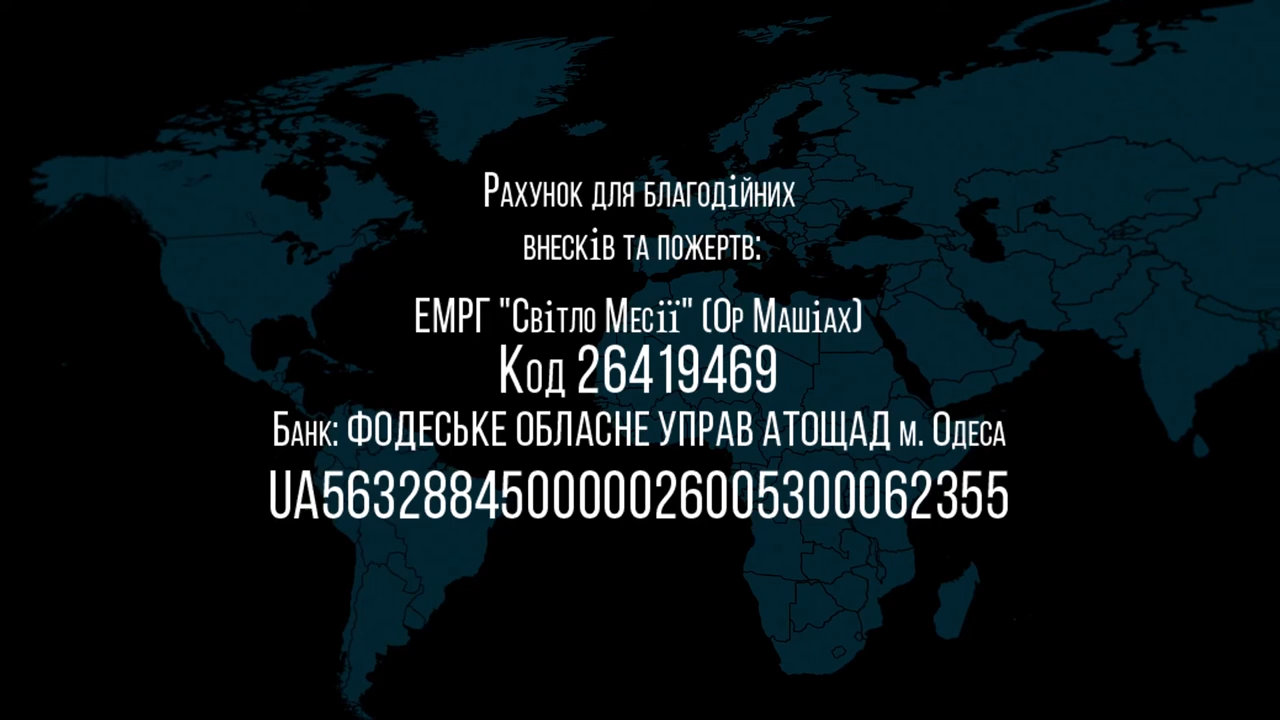 Рахунок для благодійних
внесків та пожертв:
ЕМРГ "Світло Месії" (Ор Машіах)
Код 26419469
Банк: ФОДЕСЬКЕ ОБЛАСНЕ УПРАВ АТОЩАД м. Одеса
UA563288450000026005300062355